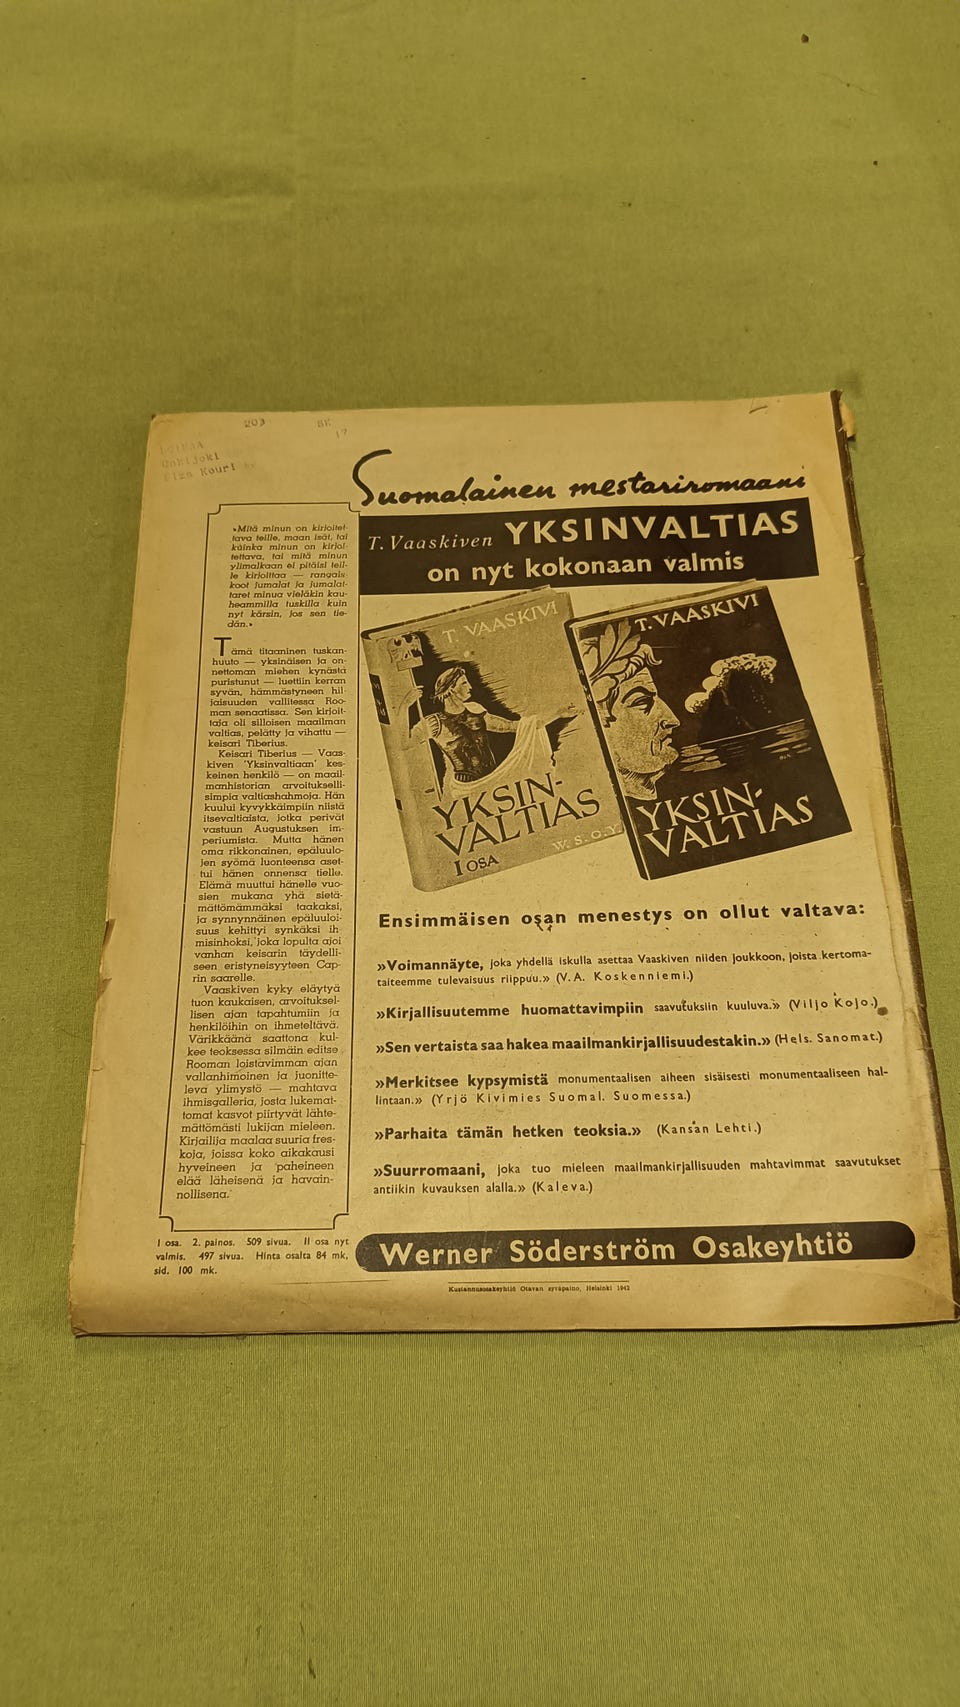 203
BK
17
LOIMAA
Onkijoki
Elza Kouri
Suomalainen mestariromaani
T. Vaaskiven YKSINVALTIAS
on nyt kokonaan valmis
»Mitä minun on kirjoitet-
tava teille, maan isät, tai
kuinka minun on kirjoi-
tettava, tai mitä minun
ylimalkaan ei pitäisi teil-
le kirjoittaa — rangais-
koot jumalat ja jumalat-
taret minua vieläkin kau-
heammilla tuskilla kuin
nyt kärsin, jos sen tie-
dän.»
Tämä titaaninen tuskan-
huuto — yksinäisen ja on-
nettoman miehen kynästä
puristunut — luettiin kerran
syvän, hämmästyneen hil-
jaisuuden vallitessa Roo-
man senaatissa. Sen kirjoit-
taja oli silloisen maailman
valtias, pelätty ja vihattu —
keisari Tiberius.
Keisari Tiberius — Vaas-
kiven 'Yksinvaltiaan' kes-
keinen henkilö — on maail-
manhistorian arvoitukselli-
simpia valtiashahmoja. Hän
kuului kyvykkäimpiin niistä
itsevaltiaista, jotka perivät
vastuun Augustuksen im-
periumista. Mutta hänen
oma rikkonainen, epäluulo-
jen syömä luonteensa aset-
tui hänen onnensa tielle.
Elämä muuttui hänelle vuo-
sien mukana yhä sietä-
mättömämmäksi taakaksi,
ja synnynnäinen epäluuloi-
suus kehittyi synkäksi ih-
misinhoksi, joka lopulta ajoi
vanhan keisarin täydelli-
seen eristyneisyyteen Cap-
rin saarelle.
Vaaskiven kyky eläytyä
tuon kaukaisen, arvoituksel-
lisen ajan tapahtumiin ja
henkilöihin on ihmeteltävä.
Värikkäänä saattona kul-
kee teoksessa silmäin editse
Rooman loistavimman ajan
vallanhimoinen ja juonitte-
leva ylimystö — mahtava
ihmisgalleria, josta lukemat-
tomat kasvot piirtyvät lähte-
mättömästi lukijan mieleen.
Kirjailija maalaa suuria fres-
koja, joissa koko aikakausi
hyveineen ja paheineen
elää läheisenä ja havain-
nollisena.
I osa. 2. painos. 509 sivua. II osa nyt
valmis. 497 sivua. Hinta osalta 84 mk,
sid. 100 mk.
T. VAASKIVI
YKSIN-
VALTIAS
I OSA
W. S. O. Y.
T. VAASKIVI
YKSIN-
VALTIAS
Ensimmäisen osan menestys on ollut valtava:
»Voimannäyte, joka yhdellä iskulla asettaa Vaaskiven niiden joukkoon, joista kertoma-
taiteemme tulevaisuus riippuu.» (V. A. Koskenniemi.)
»Kirjallisuutemme huomattavimpiin saavutuksiin kuuluva.» (Viljo Kojo.)
»Sen vertaista saa hakea maailmankirjallisuudestakin.» (Hels. Sanomat.)
»Merkitsee kypsymistä monumentaalisen aiheen sisäisesti monumentaaliseen hal-
lintaan.» (Yrjö Kivimies Suomal. Suomessa.)
»Parhaita tämän hetken teoksia.» (Kansan Lehti.)
»Suurromaani, joka tuo mieleen maailmankirjallisuuden mahtavimmat saavutukset
antiikin kuvauksen alalla.» (Kaleva.)
Werner Söderström Osakeyhtiö
Kustannusosakeyhtiö Otavan syväpaino, Helsinki 1942